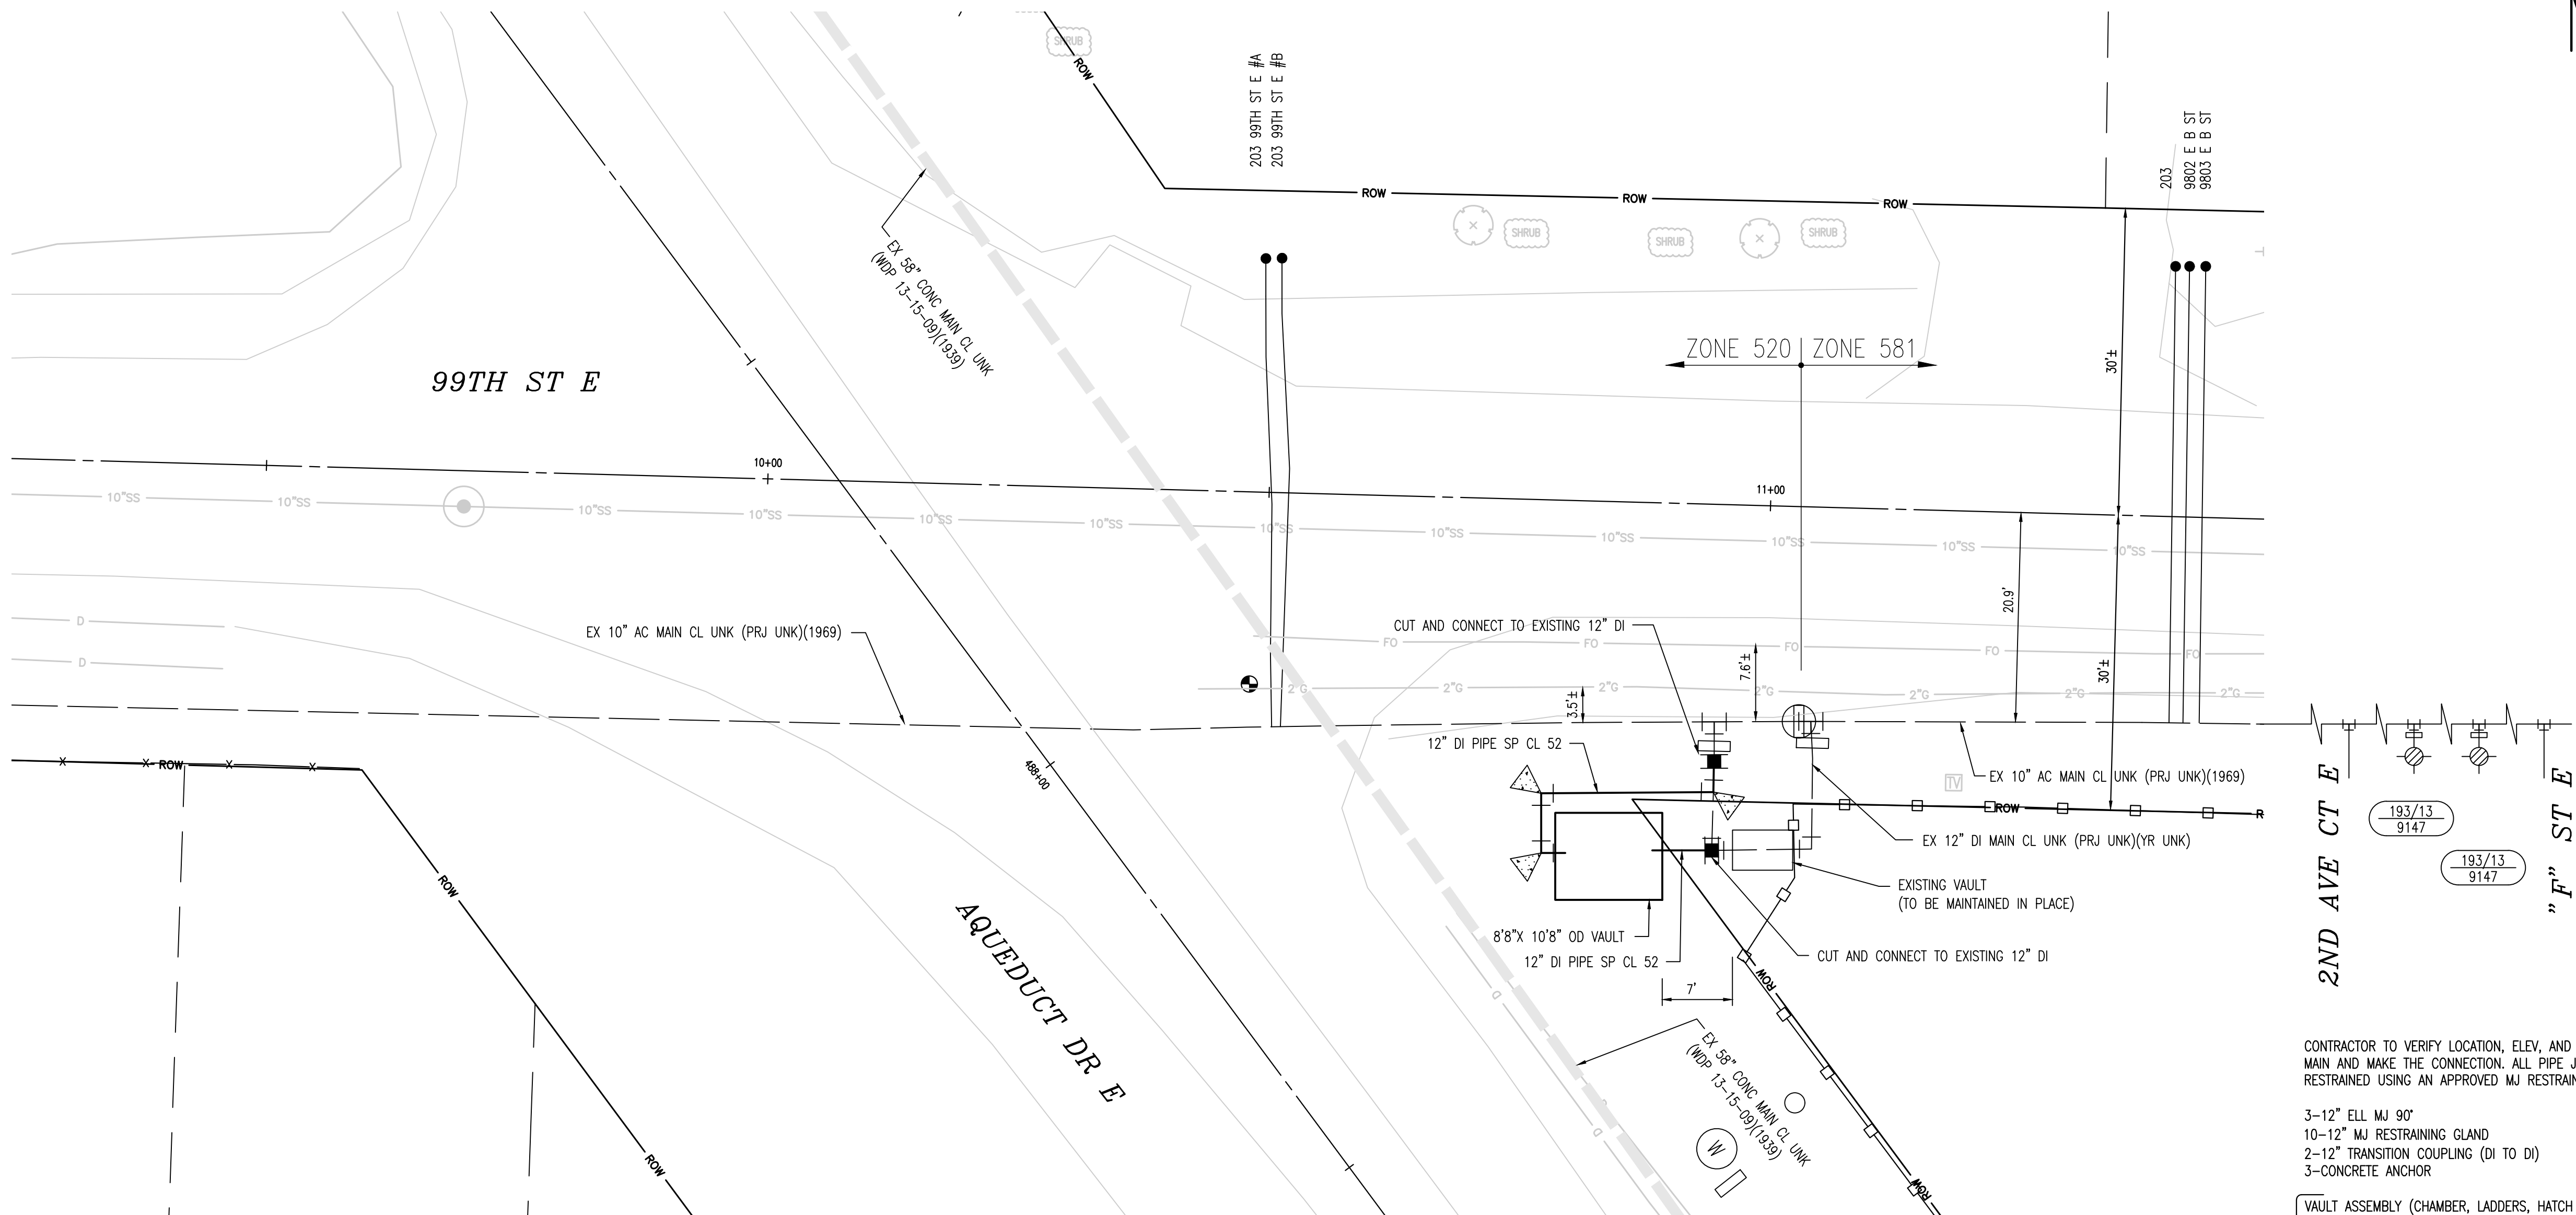 SHRUB
ROW
203 99TH ST E #A
203 99TH ST E #B
203
9802 E B ST
9803 E B ST
ROW
ROW
ROW
SHRUB
SHRUB
SHRUB
EX 58" CONC MAIN CL UNK
(WDP 13-15-09)(1939)
ZONE 520
ZONE 581
30'±
99TH ST E
10+00
11+00
10"SS
10"SS
10"SS
10"SS
10"SS
10"SS
10"SS
10"SS
10"SS
10"SS
10"SS
10"SS
20.9'
30'±
D
D
EX 10" AC MAIN CL UNK (PRJ UNK)(1969)
CUT AND CONNECT TO EXISTING 12" DI
FO
FO
FO
FO
FO
7.6'±
3.5'±
2"G
2"G
2"G
2"G
2"G
2"G
2"G
12" DI PIPE SP CL 52
X
X
ROW
X
X
488+00
TV
EX 10" AC MAIN CL UNK (PRJ UNK)(1969)
ROW
R
EX 12" DI MAIN CL UNK (PRJ UNK)(YR UNK)
EXISTING VAULT
(TO BE MAINTAINED IN PLACE)
8'8"X 10'8" OD VAULT
12" DI PIPE SP CL 52
CUT AND CONNECT TO EXISTING 12" DI
7'
2ND AVE CT E
193/13
9147
193/13
9147
"F" ST E
ROW
ROW
AQUEDUCT DR E
D
D
ROW
EX 58" CONC MAIN CL UNK
(WDP 13-15-09)(1939)
W
ROW
CONTRACTOR TO VERIFY LOCATION, ELEV, AND
MAIN AND MAKE THE CONNECTION. ALL PIPE J
RESTRAINED USING AN APPROVED MJ RESTRAIN
3-12" ELL MJ 90°
10-12" MJ RESTRAINING GLAND
2-12" TRANSITION COUPLING (DI TO DI)
3-CONCRETE ANCHOR
VAULT ASSEMBLY (CHAMBER, LADDERS, HATCH